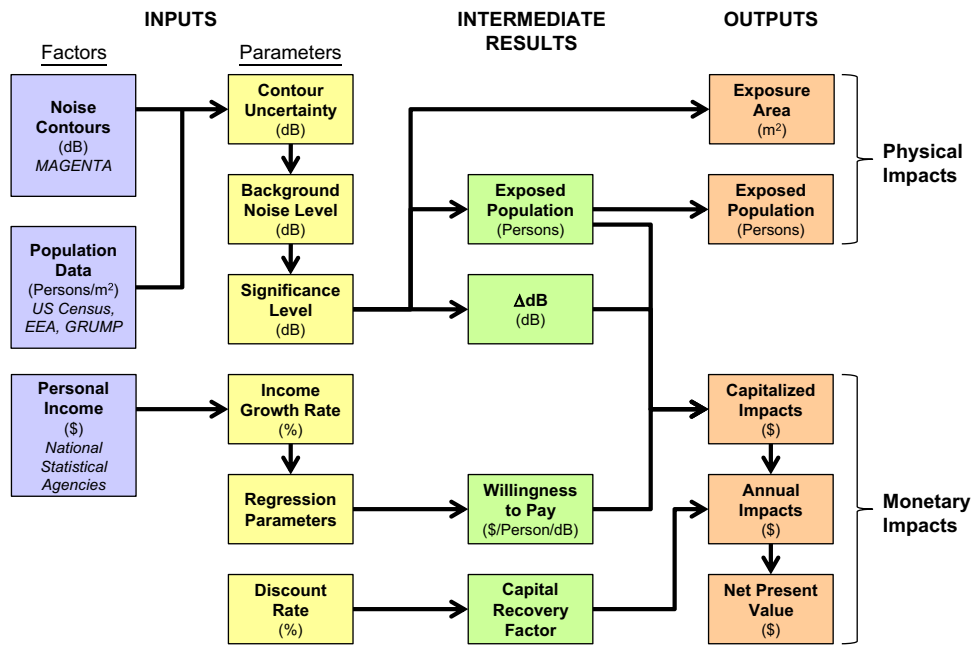 INPUTS
INTERMEDIATE
RESULTS
OUTPUTS
Factors
Parameters
Noise
Contours
(dB)
MAGENTA
Population
Data
(Persons/m²)
US Census,
EEA, GRUMP
Personal
Income
($)
National
Statistical
Agencies
Contour
Uncertainty
(dB)
Background
Noise Level
(dB)
Significance
Level
(dB)
Income
Growth Rate
(%)
Regression
Parameters
Discount
Rate
(%)
Exposed
Population
(Persons)
ΔdB
(dB)
Willingness
to Pay
($/Person/dB)
Capital
Recovery
Factor
Exposure
Area
(m²)
Exposed
Population
(Persons)
Capitalized
Impacts
($)
Annual
Impacts
($)
Net Present
Value
($)
Physical
Impacts
Monetary
Impacts